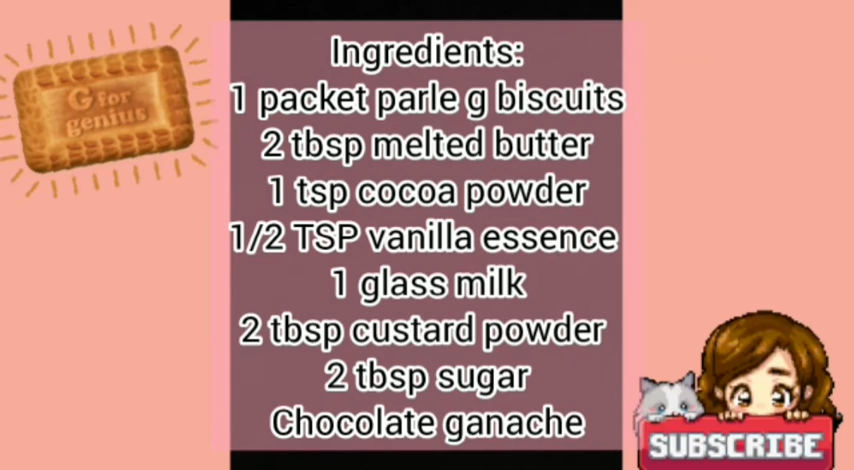 G for
genius
Ingredients:
1 packet parle g biscuits
2 tbsp melted butter
1 tsp cocoa powder
1/2 TSP vanilla essence
1 glass milk
2 tbsp custard powder
2 tbsp sugar
Chocolate ganache
SUBSCRIBE